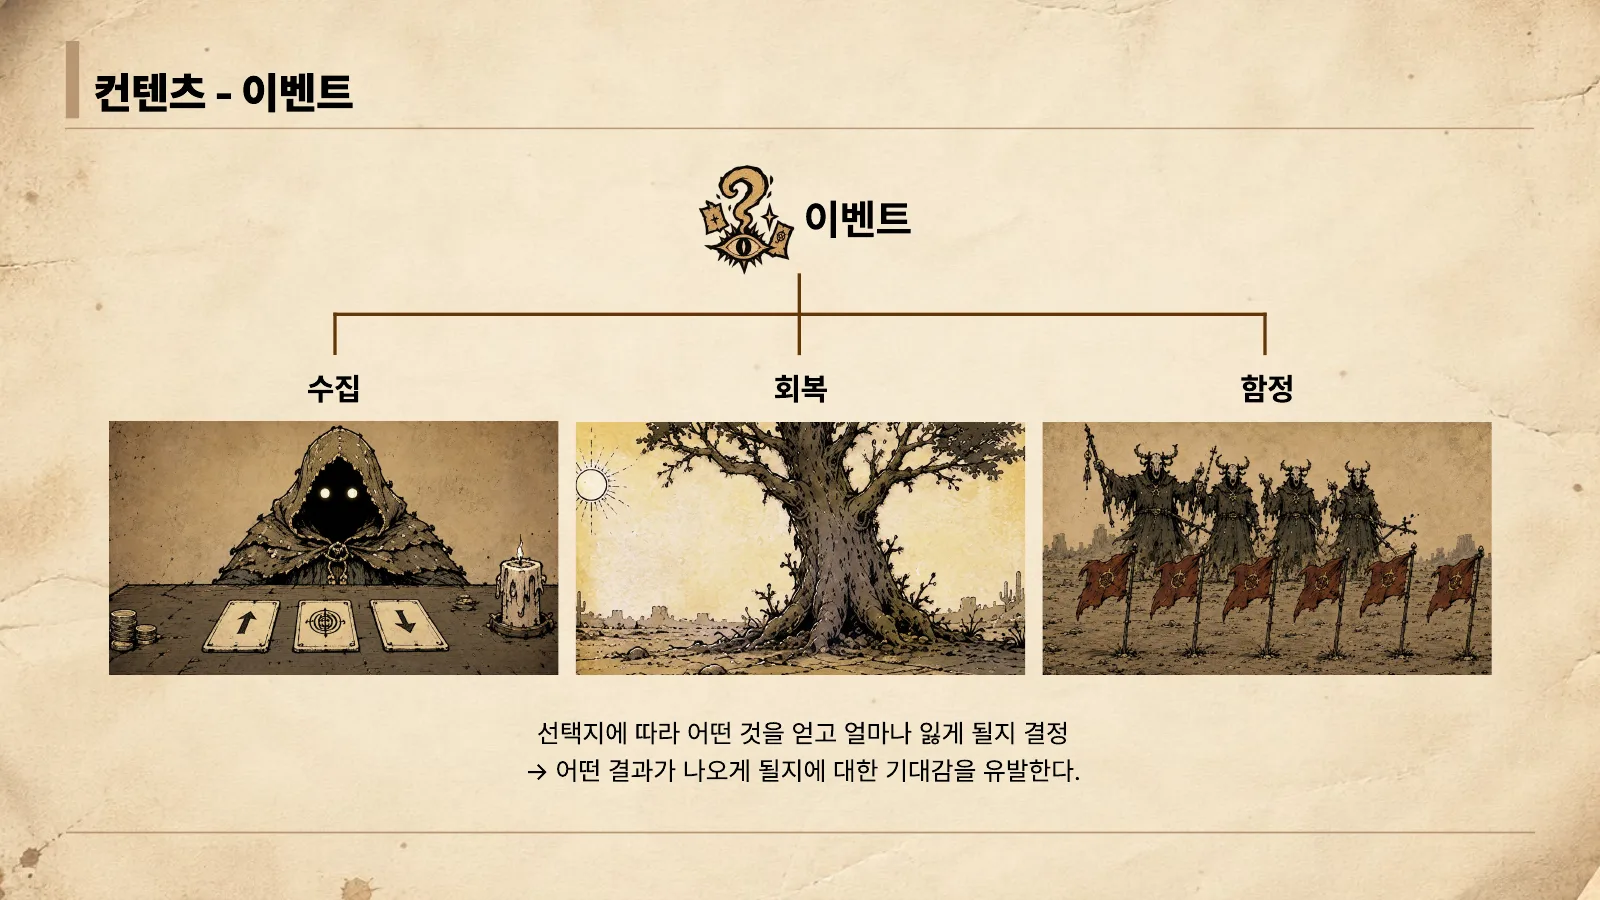 컨텐츠 - 이벤트
이벤트
수집
회복
함정
선택지에 따라 어떤 것을 얻고 얼마나 잃게 될지 결정
→ 어떤 결과가 나오게 될지에 대한 기대감을 유발한다.